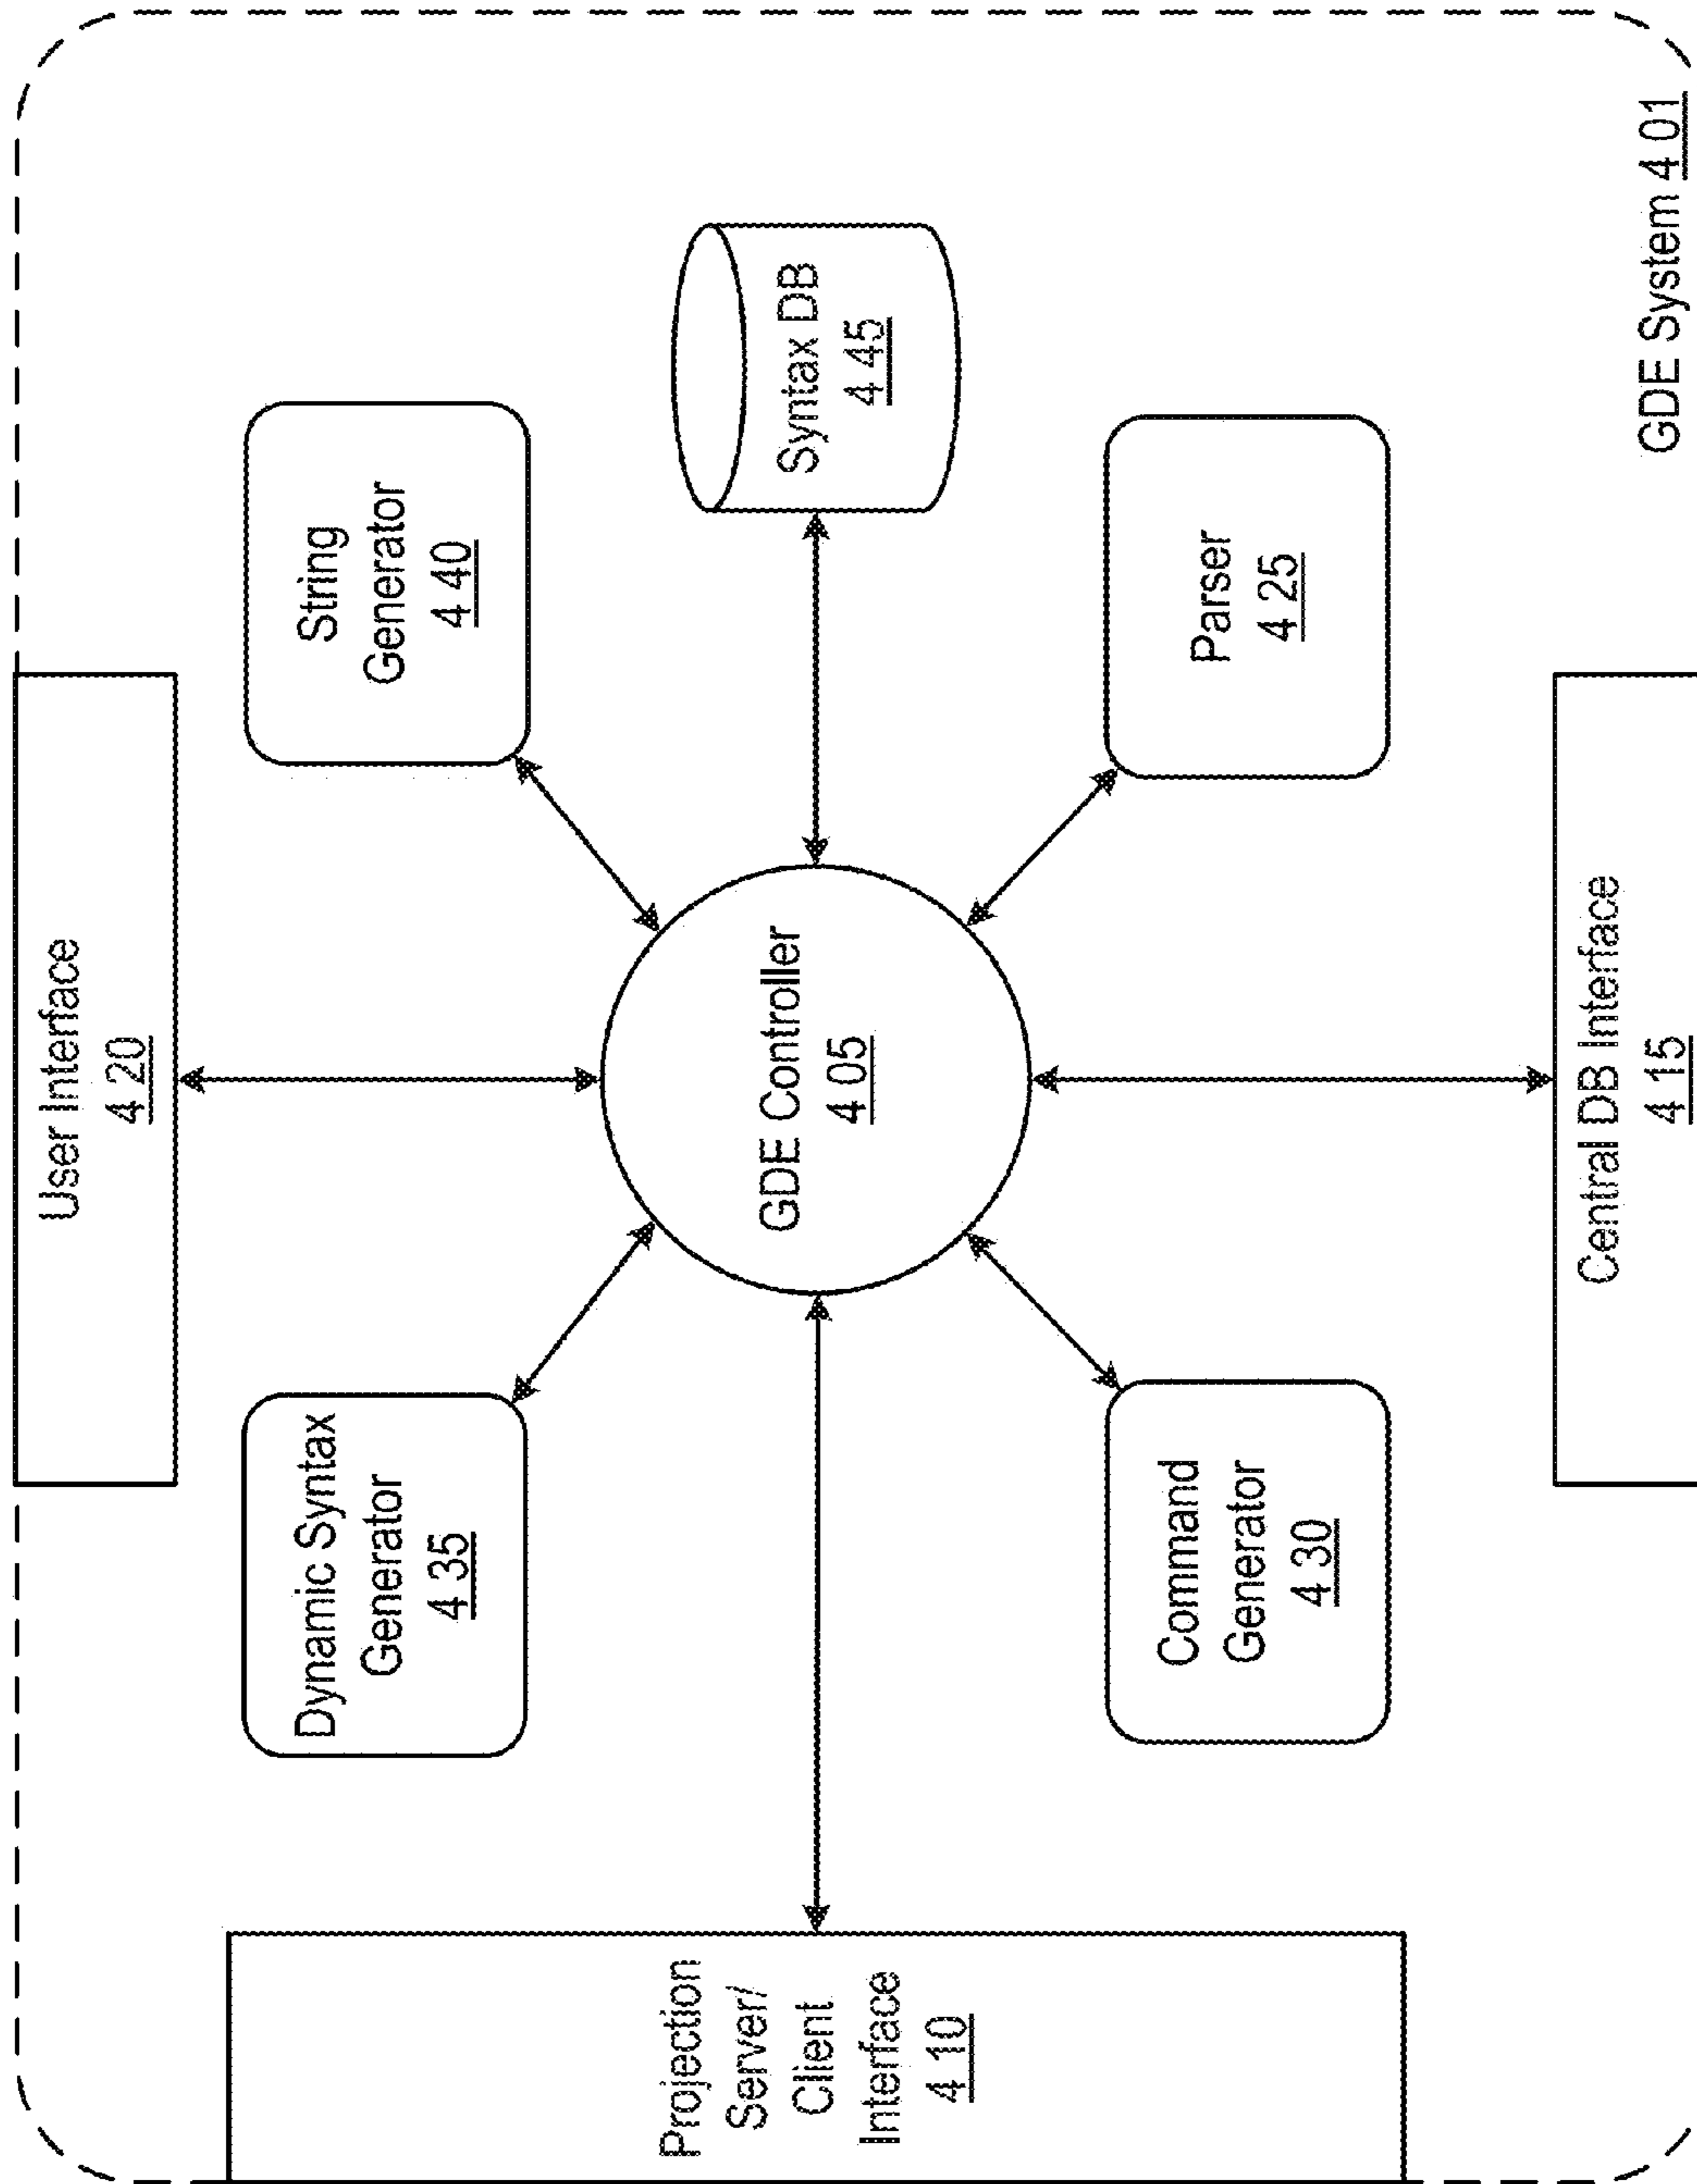 User Interface
4 20
Dynamic Syntax
Generator
4 35
String
Generator
4 40
Projection
Server/
Client
Interface
4 10
GDE Controller
4 05
Syntax DB
4 45
Command
Generator
4 30
Parser
4 25
Central DB Interface
4 15
GDE System 4 01